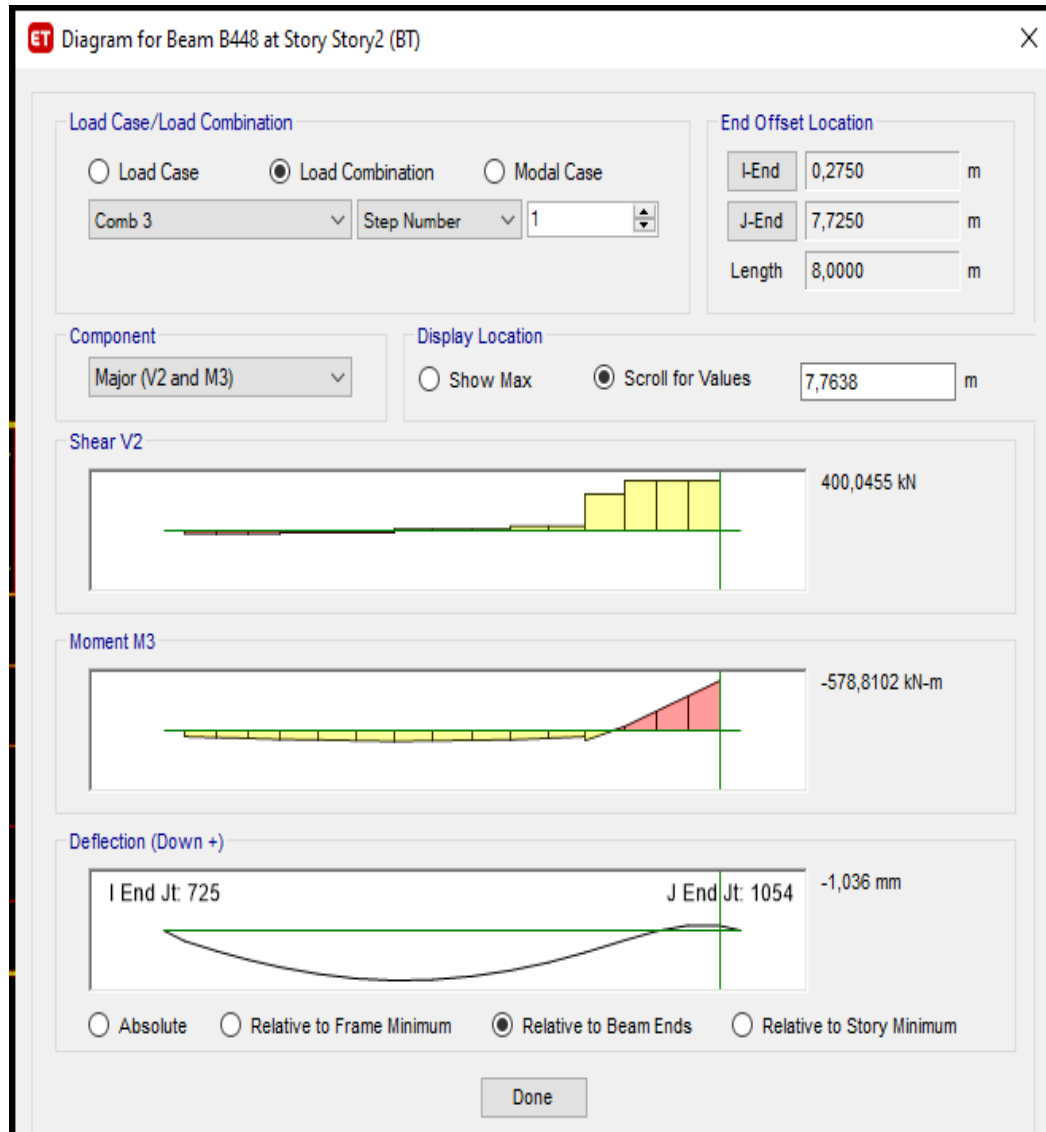 ET Diagram for Beam B448 at Story Story2 (BT)
Load Case/Load Combination
Load Case Load Combination Modal Case
Comb 3 Step Number 1
End Offset Location
I-End 0,2750 m
J-End 7,7250 m
Length 8,0000 m
Component
Major (V2 and M3)
Display Location
Show Max Scroll for Values 7,7638 m
Shear V2
400,0455 kN
Moment M3
-578,8102 kN-m
Deflection (Down +)
I End Jt: 725 J End Jt: 1054 -1,036 mm
Absolute Relative to Frame Minimum Relative to Beam Ends Relative to Story Minimum
Done